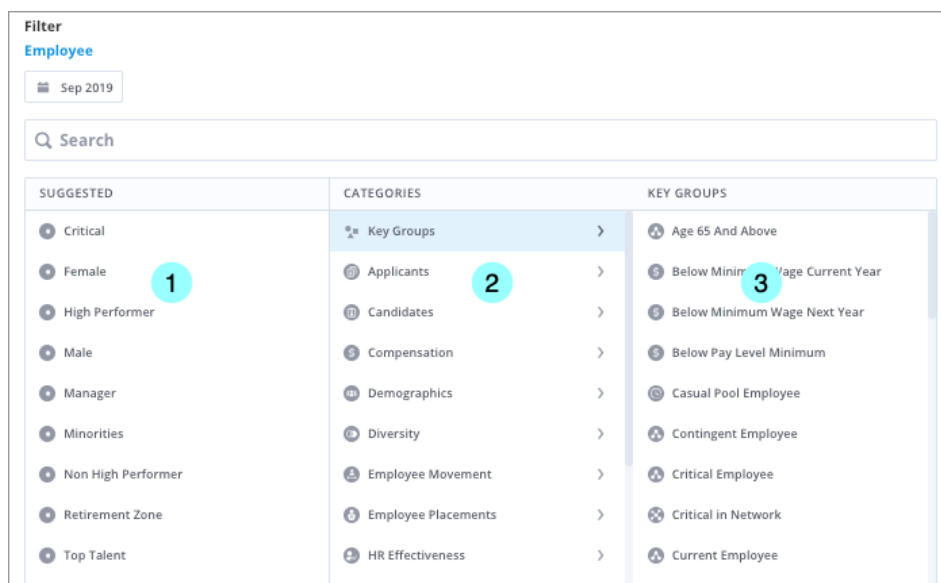 Filter
Employee
Sep 2019
Search
SUGGESTED
Critical
Female
High Performer
Male
Manager
Minorities
Non High Performer
Retirement Zone
Top Talent
1
CATEGORIES
Key Groups
Applicants
Candidates
Compensation
Demographics
Diversity
Employee Movement
Employee Placements
HR Effectiveness
2
KEY GROUPS
Age 65 And Above
Below Minimum Wage Current Year
Below Minimum Wage Next Year
Below Pay Level Minimum
Casual Pool Employee
Contingent Employee
Critical Employee
Critical in Network
Current Employee
3